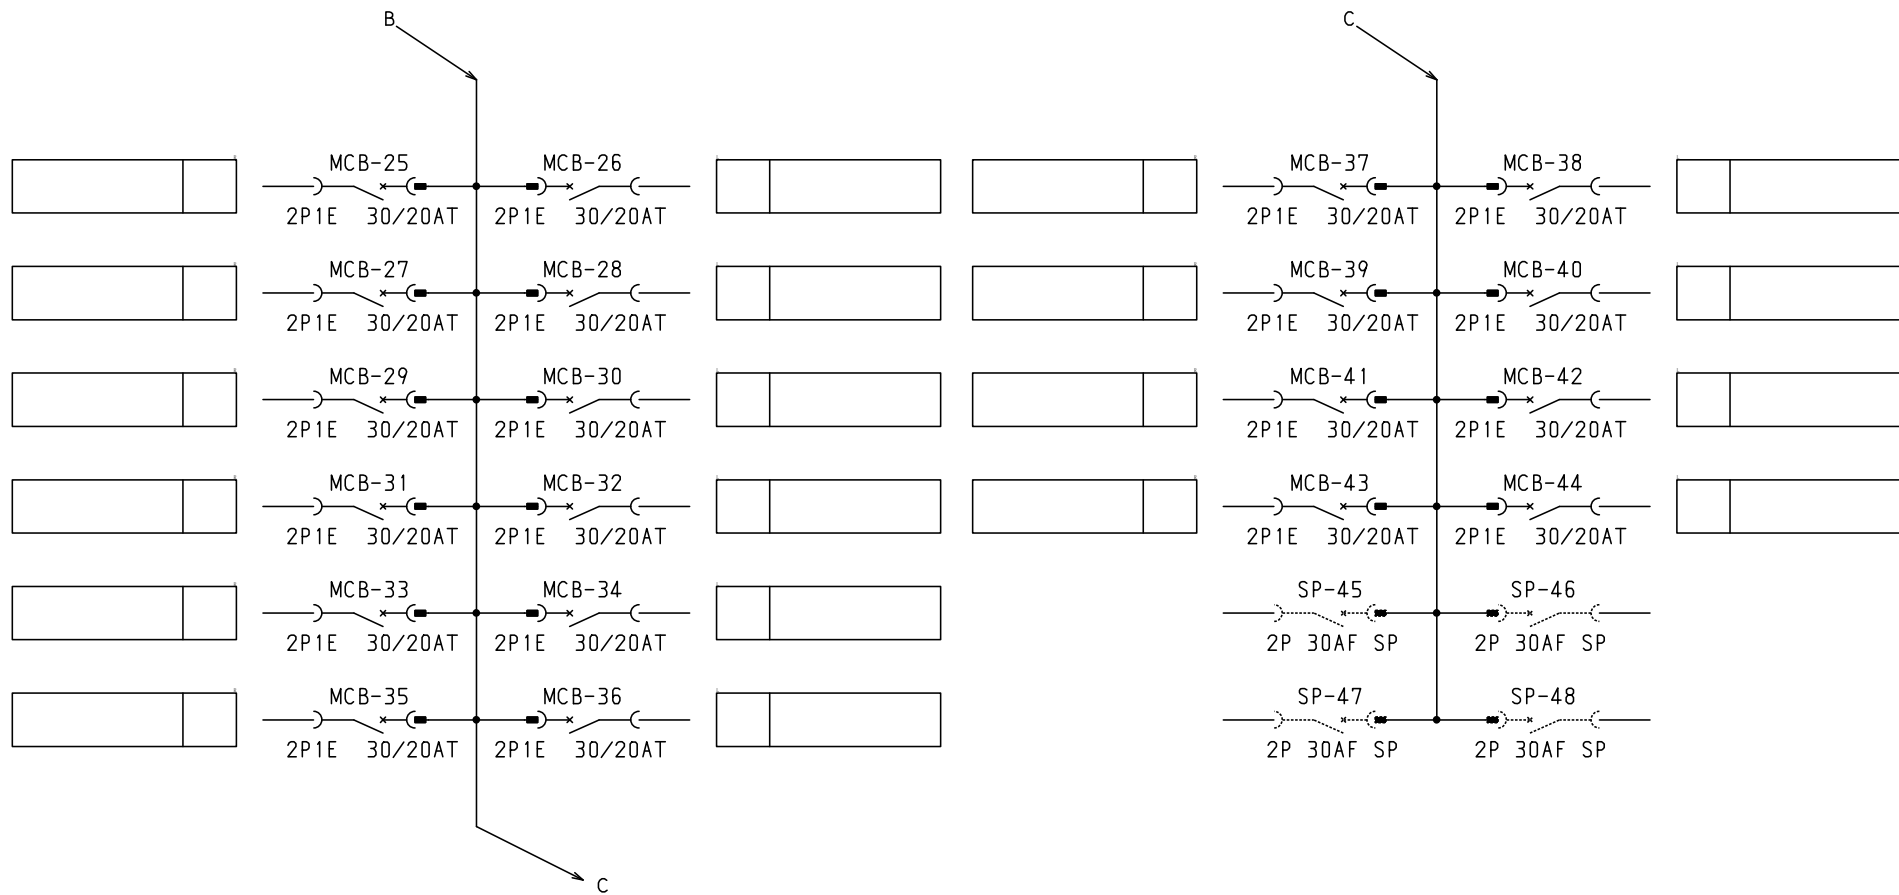 B
C
MCB-25 MCB-26 MCB-37 MCB-38
2P1E 30/20AT 2P1E 30/20AT 2P1E 30/20AT 2P1E 30/20AT
MCB-27 MCB-28 MCB-39 MCB-40
2P1E 30/20AT 2P1E 30/20AT 2P1E 30/20AT 2P1E 30/20AT
MCB-29 MCB-30 MCB-41 MCB-42
2P1E 30/20AT 2P1E 30/20AT 2P1E 30/20AT 2P1E 30/20AT
MCB-31 MCB-32 MCB-43 MCB-44
2P1E 30/20AT 2P1E 30/20AT 2P1E 30/20AT 2P1E 30/20AT
MCB-33 MCB-34 SP-45 SP-46
2P1E 30/20AT 2P1E 30/20AT 2P 30AF SP 2P 30AF SP
MCB-35 MCB-36 SP-47 SP-48
2P1E 30/20AT 2P1E 30/20AT 2P 30AF SP 2P 30AF SP
C